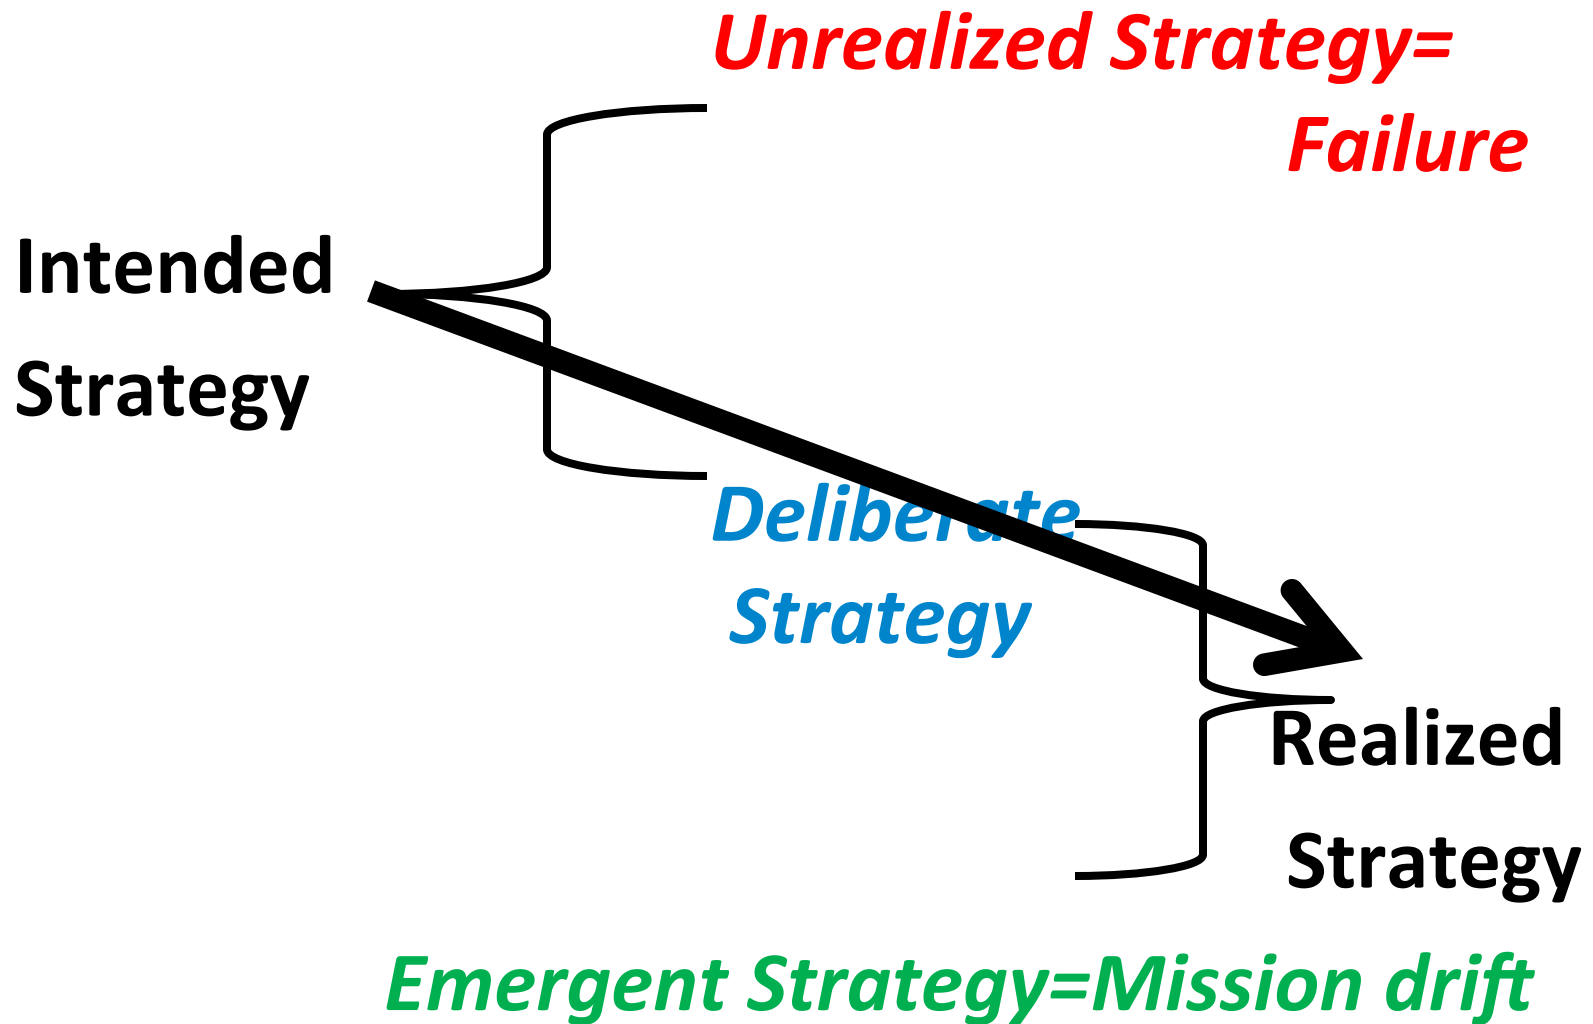 Unrealized Strategy=
Failure
Intended
Strategy
Deliberate
Strategy
Realized
Strategy
Emergent Strategy=Mission drift